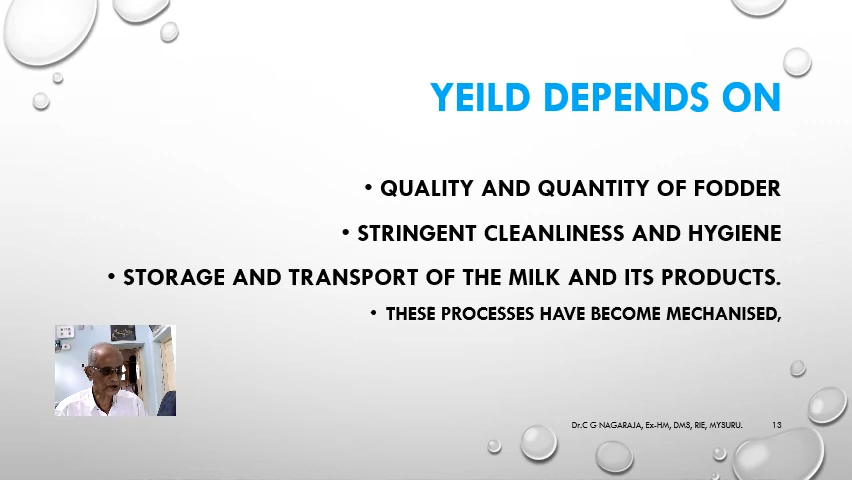 YEILD DEPENDS ON
• QUALITY AND QUANTITY OF FODDER
• STRINGENT CLEANLINESS AND HYGIENE
• STORAGE AND TRANSPORT OF THE MILK AND ITS PRODUCTS.
• THESE PROCESSES HAVE BECOME MECHANISED,
Dr.C G NAGARAJA, Ex-HM, DMS, RIE, MYSURU. 13